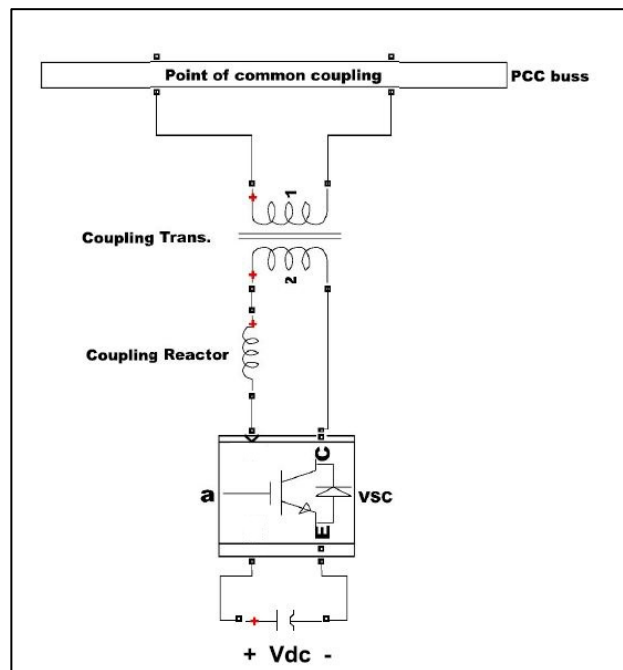 Point of common coupling
PCC buss
1
Coupling Trans.
2
Coupling Reactor
C
a
vsc
E
+ Vdc -